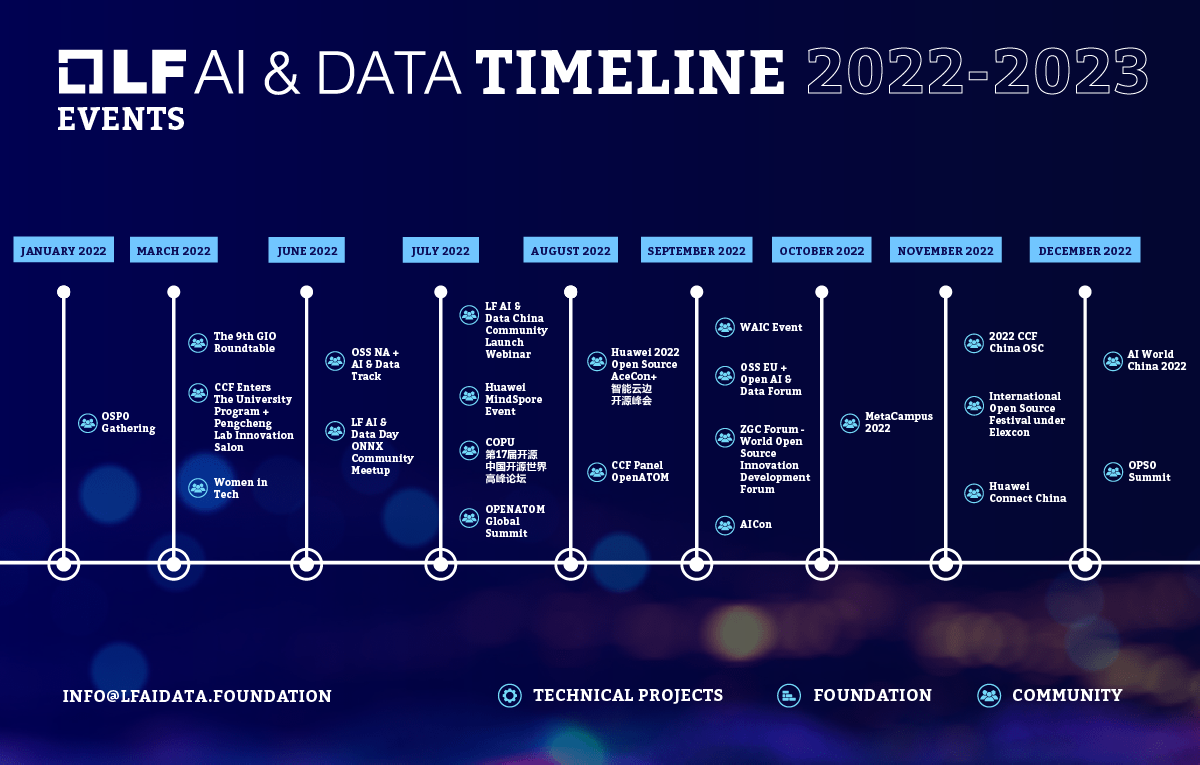 LF AI & DATA TIMELINE 2022-2023
EVENTS
JANUARY 2022
MARCH 2022
JUNE 2022
JULY 2022
AUGUST 2022
SEPTEMBER 2022
OCTOBER 2022
NOVEMBER 2022
DECEMBER 2022
OSPO
Gathering
The 9th GIO
Roundtable
CCF Enters
The University
Program +
Pengcheng
Lab Innovation
Salon
Women in
Tech
OSS NA +
AI & Data
Track
LF AI &
Data Day
ONNX
Community
Meetup
LF AI &
Data China
Community
Launch
Webinar
Huawei
MindSpore
Event
COPU
第17届开源
中国开源世界
高峰论坛
OPENATOM
Global
Summit
Huawei 2022
Open Source
AceCon+
智能云边
开源峰会
CCF Panel
OpenATOM
WAIC Event
OSS EU +
Open AI &
Data Forum
ZGC Forum -
World Open
Source
Innovation
Development
Forum
AICon
MetaCampus
2022
2022 CCF
China OSC
International
Open Source
Festival under
Elexcon
Huawei
Connect China
AI World
China 2022
OPSO
Summit
INFO@LFAIDATA.FOUNDATION
TECHNICAL PROJECTS
FOUNDATION
COMMUNITY